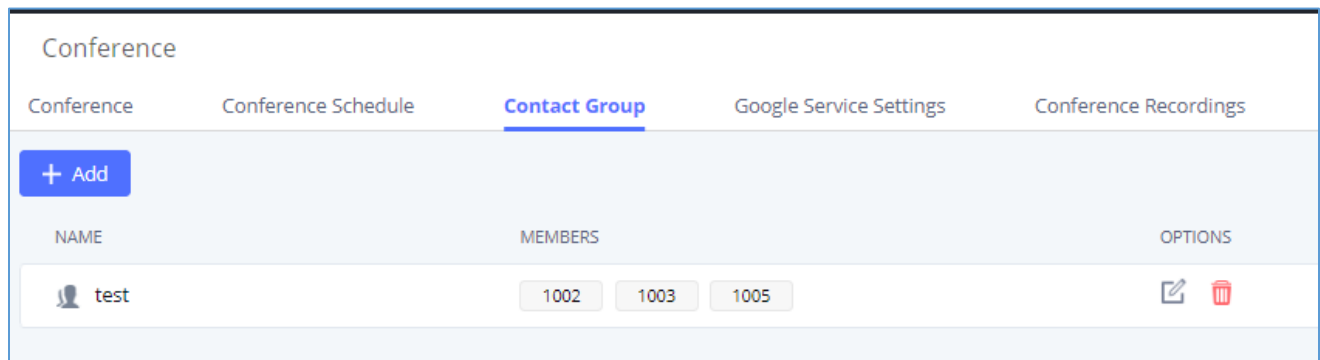 Conference
Conference Conference Schedule Contact Group Google Service Settings Conference Recordings
+ Add
NAME MEMBERS OPTIONS
test 1002 1003 1005